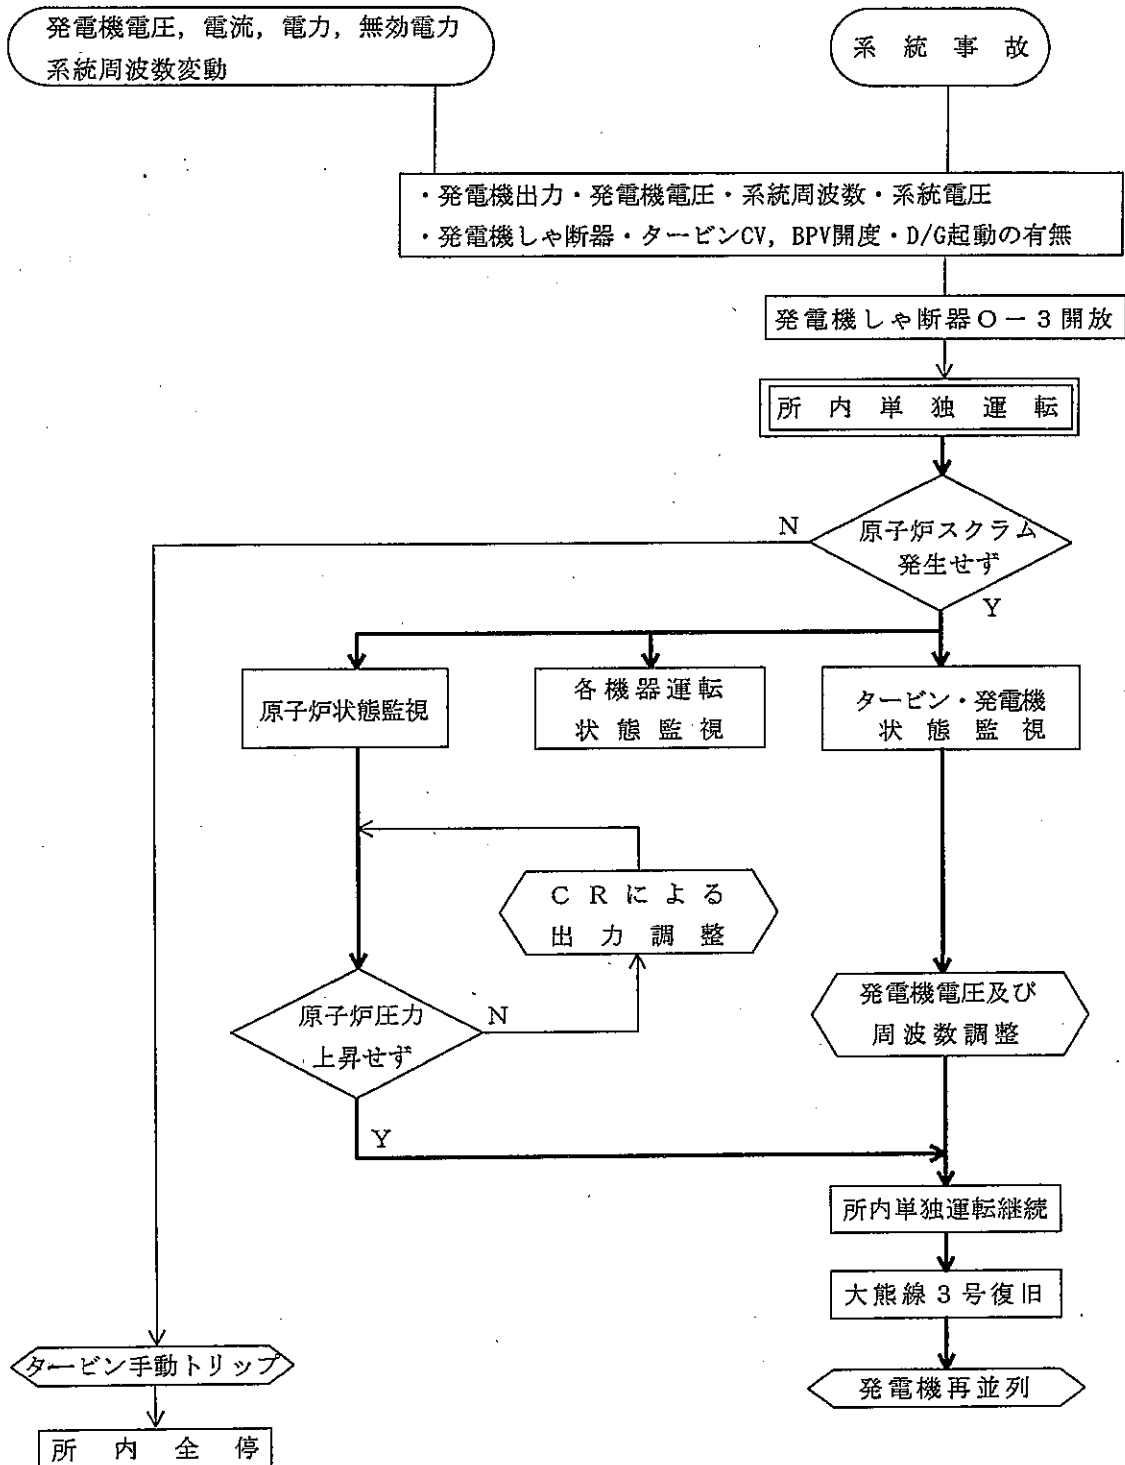 発電機電圧，電流，電力，無効電力
系統周波数変動
系統事故
・発電機出力・発電機電圧・系統周波数・系統電圧
・発電機しゃ断器・タービンCV，BPV開度・D/G起動の有無
発電機しゃ断器Ｏ－３開放
所内単独運転
原子炉スクラム
発生せず
N
Y
原子炉状態監視
各機器運転
状態監視
タービン・発電機
状態監視
ＣＲによる
出力調整
原子炉圧力
上昇せず
N
Y
発電機電圧及び
周波数調整
所内単独運転継続
大熊線３号復旧
発電機再並列
タービン手動トリップ
所内全停